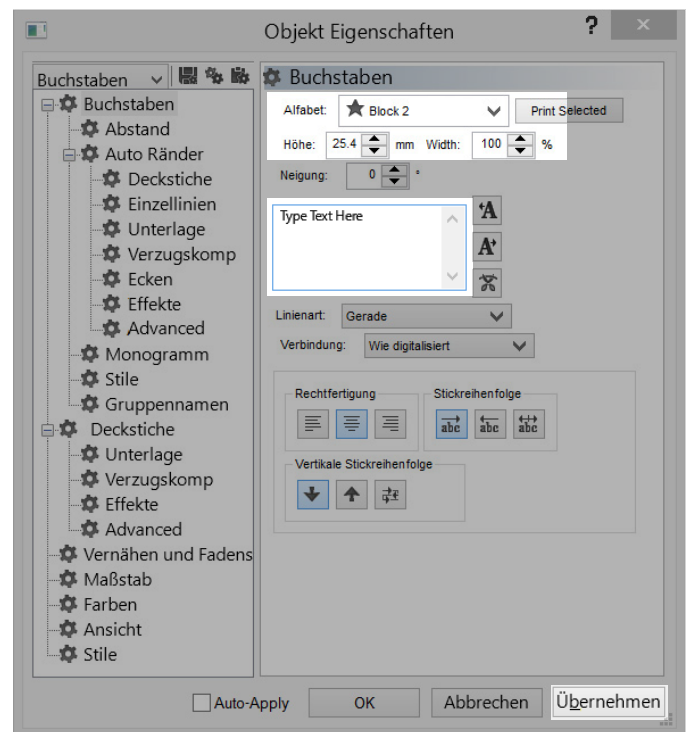 Objekt Eigenschaften ?
Buchstaben
Buchstaben
Abstand
Auto Ränder
Deckstiche
Einzellinien
Unterlage
Verzugskomp
Ecken
Effekte
Advanced
Monogramm
Stile
Gruppennamen
Deckstiche
Unterlage
Verzugskomp
Effekte
Advanced
Vernähen und Fadens
Maßstab
Farben
Ansicht
Stile
Buchstaben
Alfabet: Block 2 Print Selected
Höhe: 25.4 mm Width: 100 %
Neigung: 0 °
Type Text Here
A
A
Linienart: Gerade
Verbindung: Wie digitalisiert
Rechtfertigung Stickreihenfolge
abc abc abc
Vertikale Stickreihenfolge
Auto-Apply OK Abbrechen Übernehmen